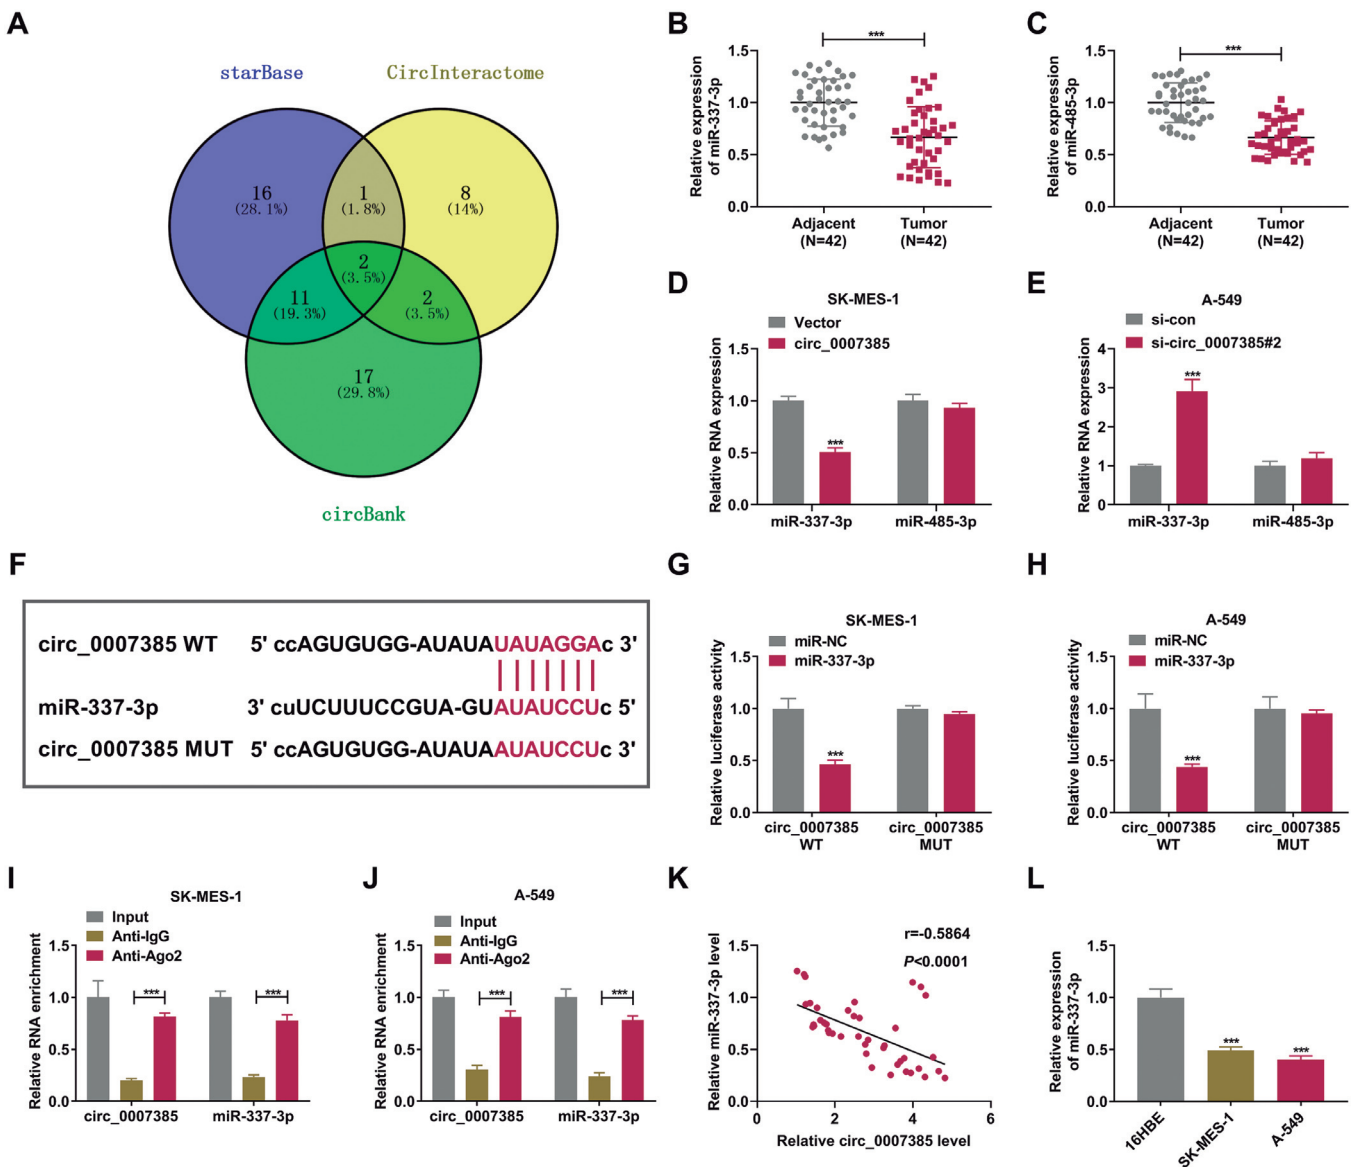 A
starBase
CircInteractome
16
(28.1%)
1
(1.8%)
8
(14%)
2
(3.5%)
11
(19.3%)
2
(3.5%)
17
(29.8%)
circBank
B
***
Relative expression
of miR-337-3p
1.5
1.0
0.5
0.0
Adjacent
(N=42)
Tumor
(N=42)
C
***
Relative expression
of miR-485-3p
1.5
1.0
0.5
0.0
Adjacent
(N=42)
Tumor
(N=42)
D
SK-MES-1
Vector
circ_0007385
Relative RNA expression
1.5
1.0
0.5
0.0
***
miR-337-3p
miR-485-3p
E
A-549
si-con
si-circ_0007385#2
Relative RNA expression
4
3
2
1
0
***
miR-337-3p
miR-485-3p
F
circ_0007385 WT 5' ccAGUGUGG-AUAUAUAUAGGAc 3'
miR-337-3p 3' cuUCUUUCCGUA-GUAUAUCCUc 5'
circ_0007385 MUT 5' ccAGUGUGG-AUAUAAUAUCCUc 3'
G
SK-MES-1
miR-NC
miR-337-3p
Relative luciferase activity
1.5
1.0
0.5
0.0
***
circ_0007385
WT
circ_0007385
MUT
H
A-549
miR-NC
miR-337-3p
Relative luciferase activity
1.5
1.0
0.5
0.0
***
circ_0007385
WT
circ_0007385
MUT
I
SK-MES-1
Input
Anti-IgG
Anti-Ago2
Relative RNA enrichment
1.5
1.0
0.5
0.0
***
***
circ_0007385
miR-337-3p
J
A-549
Input
Anti-IgG
Anti-Ago2
Relative RNA enrichment
1.5
1.0
0.5
0.0
***
***
circ_0007385
miR-337-3p
K
r=-0.5864
P<0.0001
Relative miR-337-3p level
1.5
1.0
0.5
0.0
0
2
4
6
Relative circ_0007385 level
L
Relative expression
of miR-337-3p
1.5
1.0
0.5
0.0
***
***
16HBE
SK-MES-1
A-549